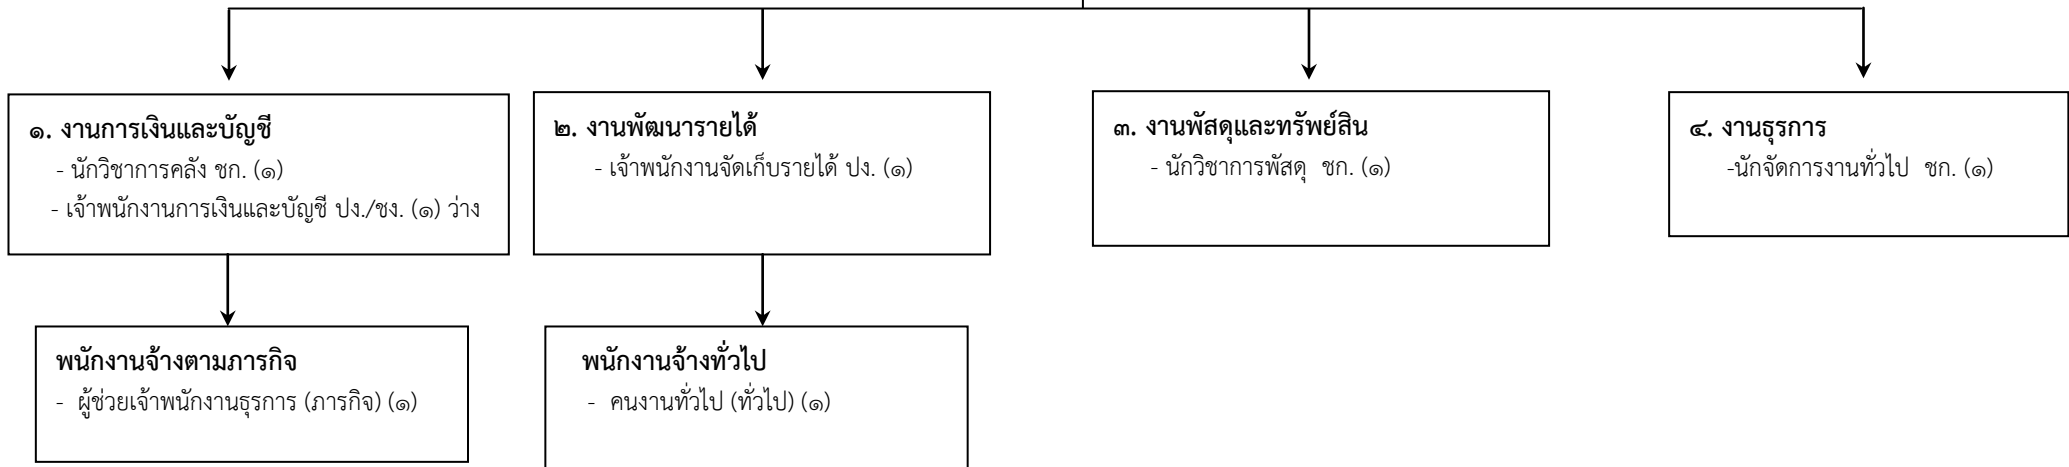 ๑. งานการเงินและบัญชี
- นักวิชาการคลัง ชก. (๑)
- เจ้าพนักงานการเงินและบัญชี ปง./ชง. (๑) ว่าง
๒. งานพัฒนารายได้
- เจ้าพนักงานจัดเก็บรายได้ ปง. (๑)
๓. งานพัสดุและทรัพย์สิน
- นักวิชาการพัสดุ ชก. (๑)
๔. งานธุรการ
-นักจัดการงานทั่วไป ชก. (๑)
พนักงานจ้างตามภารกิจ
- ผู้ช่วยเจ้าพนักงานธุรการ (ภารกิจ) (๑)
พนักงานจ้างทั่วไป
- คนงานทั่วไป (ทั่วไป) (๑)